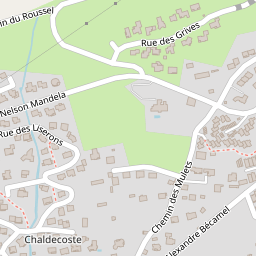 in du Rousset
Rue des Grives
Nelson Mandela
Rue des Liserons
Chemin des Mulets
Alexandre Bécamel
Chaldecoste